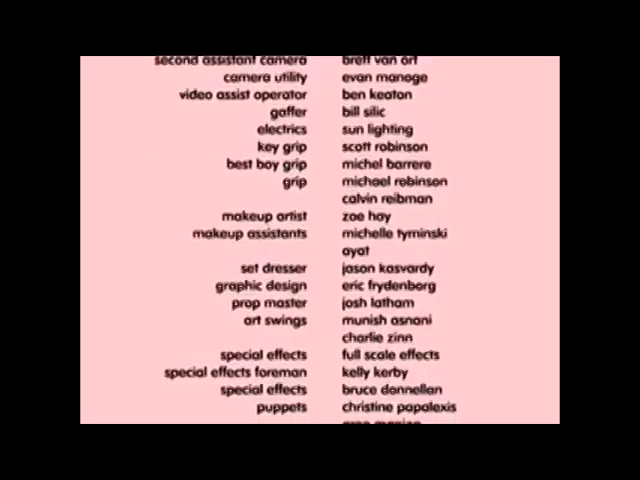 second assistant camera brett van ort
camera utility evan manoge
video assist operator ben keaton
gaffer bill silic
electrics sun lighting
key grip scott robinson
best boy grip michel barrere
grip michael robinson
calvin reibman
makeup artist zoe hay
makeup assistants michelle tyminski
ayat
set dresser jason kasvardy
graphic design eric frydenborg
prop master josh latham
art swings munish asnani
charlie zinn
special effects full scale effects
special effects foreman kelly kerby
special effects bruce donnellan
puppets christine papalexis